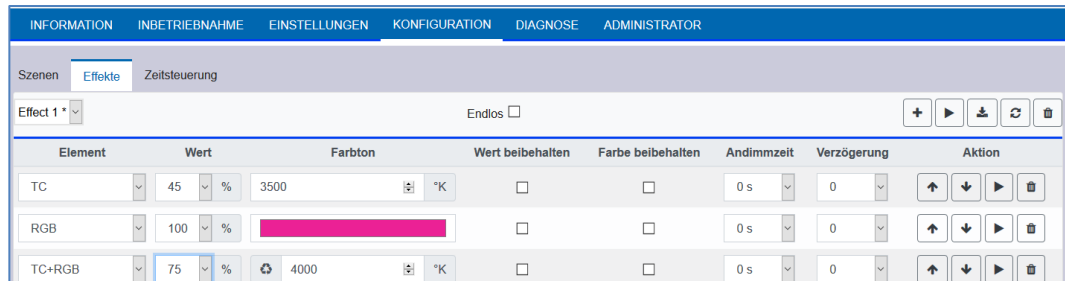 INFORMATION INBETRIEBNAHME EINSTELLUNGEN KONFIGURATION DIAGNOSE ADMINISTRATOR
Szenen Effekte Zeitsteuerung
Effect 1 * Endlos
Element Wert Farbton Wert beibehalten Farbe beibehalten Andimmzeit Verzögerung Aktion
TC 45 % 3500 °K 0 s 0
RGB 100 % 0 s 0
TC+RGB 75 % 4000 °K 0 s 0